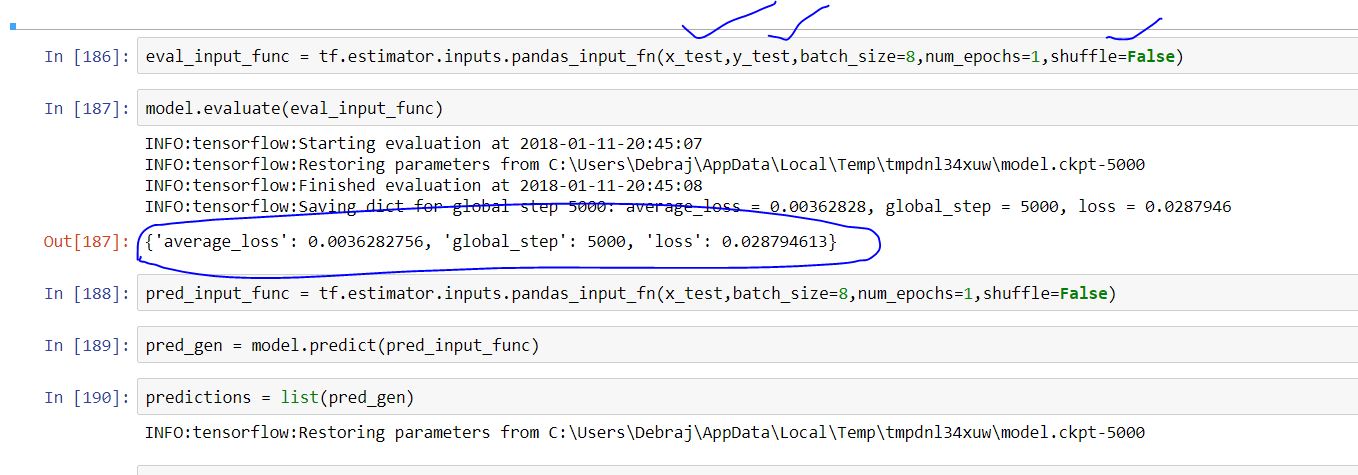 In [186]: eval_input_func = tf.estimator.inputs.pandas_input_fn(x_test,y_test,batch_size=8,num_epochs=1,shuffle=False)
In [187]: model.evaluate(eval_input_func)
INFO:tensorflow:Starting evaluation at 2018-01-11-20:45:07
INFO:tensorflow:Restoring parameters from C:\Users\Debraj\AppData\Local\Temp\tmpdnl34xuw\model.ckpt-5000
INFO:tensorflow:Finished evaluation at 2018-01-11-20:45:08
INFO:tensorflow:Saving dict for global step 5000: average_loss = 0.00362828, global_step = 5000, loss = 0.0287946
Out[187]: {'average_loss': 0.0036282756, 'global_step': 5000, 'loss': 0.028794613}
In [188]: pred_input_func = tf.estimator.inputs.pandas_input_fn(x_test,batch_size=8,num_epochs=1,shuffle=False)
In [189]: pred_gen = model.predict(pred_input_func)
In [190]: predictions = list(pred_gen)
INFO:tensorflow:Restoring parameters from C:\Users\Debraj\AppData\Local\Temp\tmpdnl34xuw\model.ckpt-5000